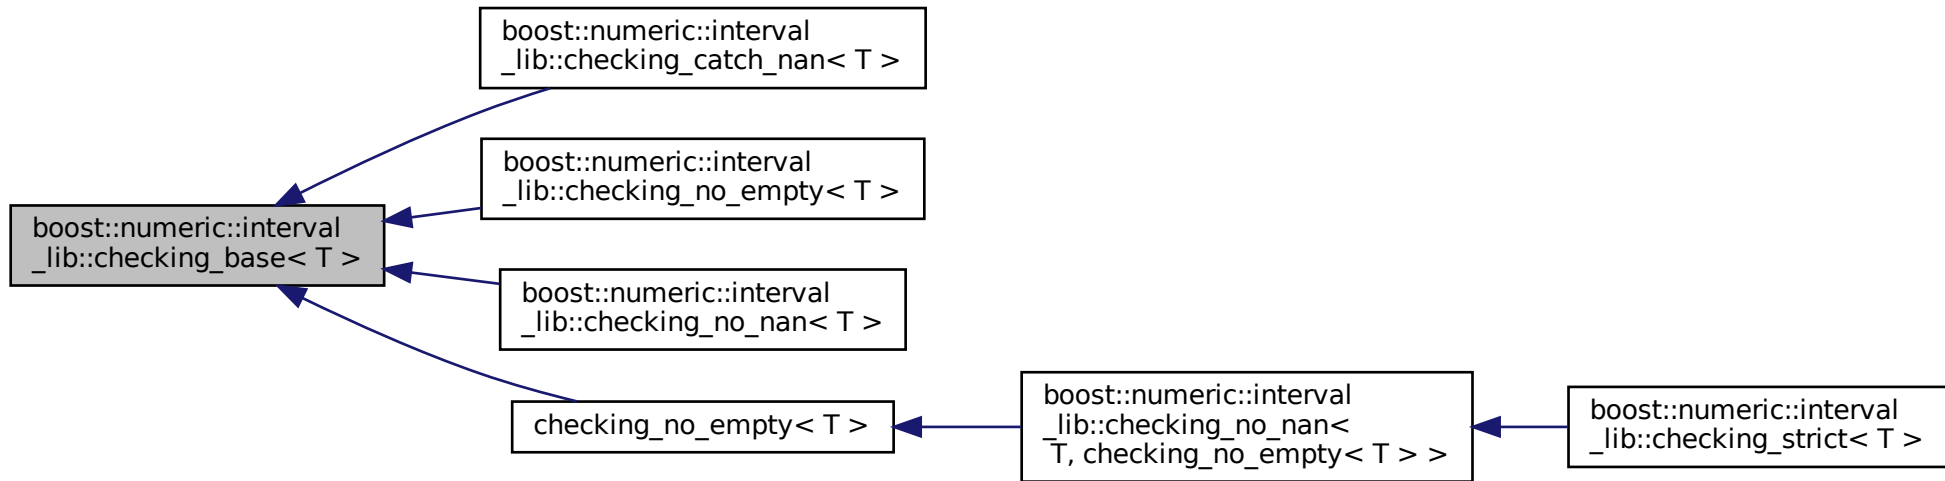 boost::numeric::interval
_lib::checking_catch_nan< T >
boost::numeric::interval
_lib::checking_no_empty< T >
boost::numeric::interval
_lib::checking_base< T >
boost::numeric::interval
_lib::checking_no_nan< T >
checking_no_empty< T >
boost::numeric::interval
_lib::checking_no_nan<
T, checking_no_empty< T > >
boost::numeric::interval
_lib::checking_strict< T >